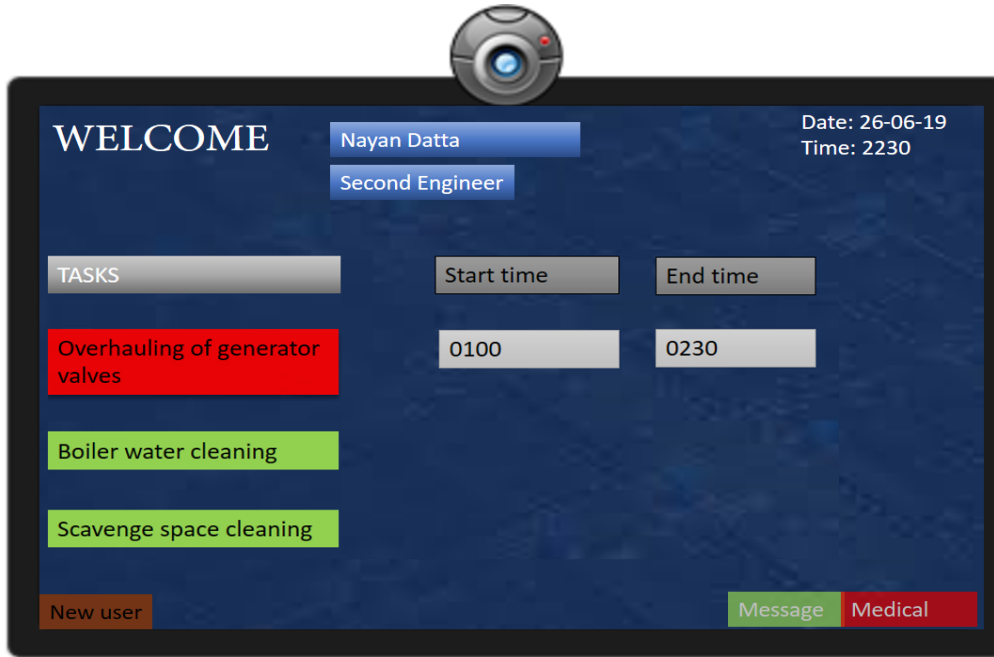 WELCOME
Nayan Datta
Second Engineer
Date: 26-06-19
Time: 2230
TASKS
Start time
End time
Overhauling of generator
valves
0100
0230
Boiler water cleaning
Scavenge space cleaning
New user
Message
Medical